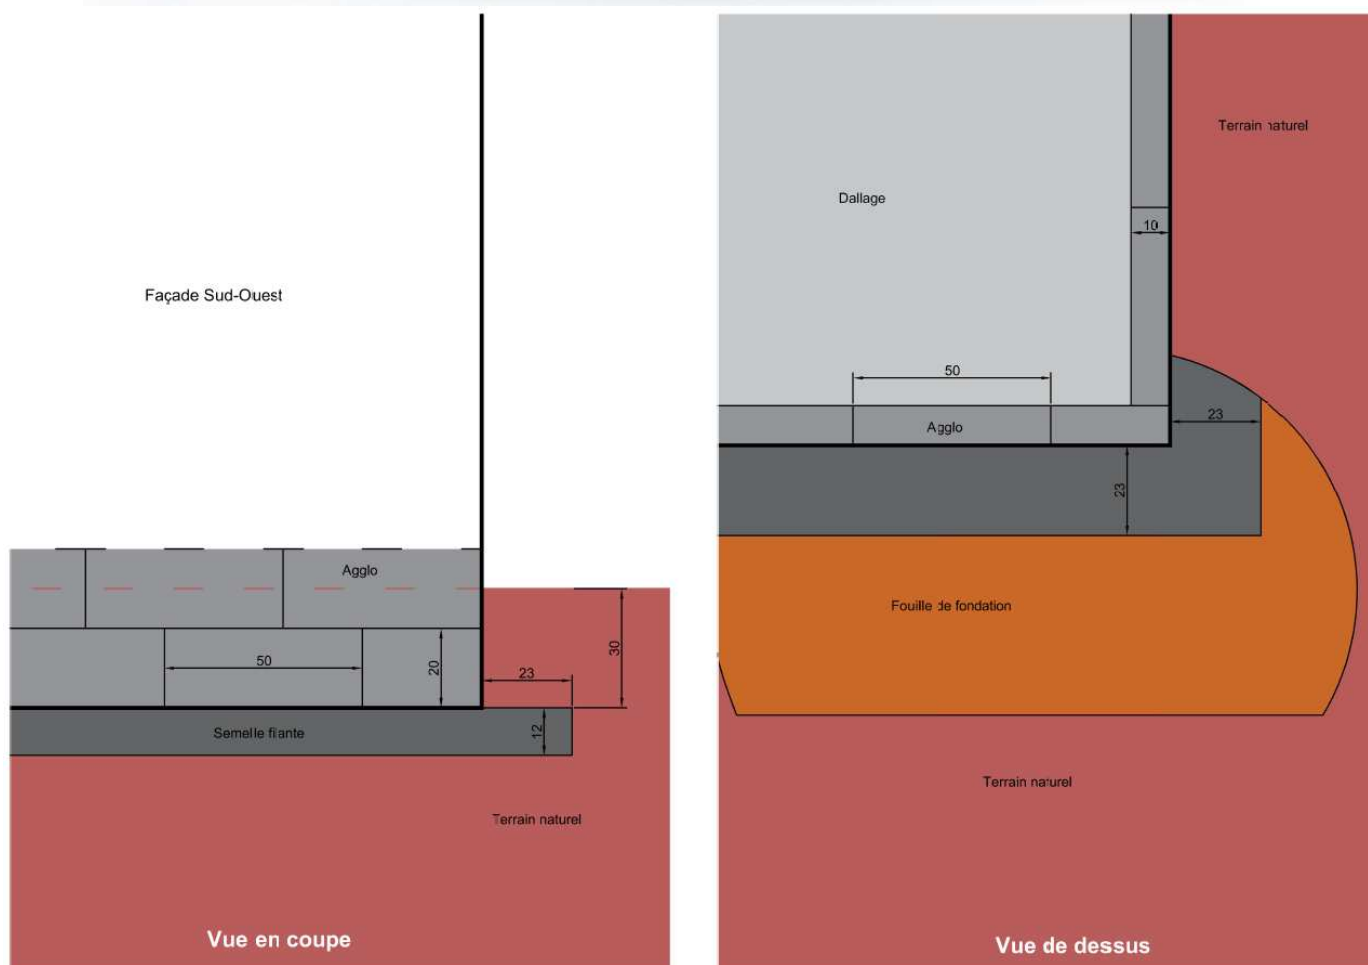 Façade Sud-Ouest
Agglo
50
20
23
30
Semelle filante
12
Terrain naturel
Vue en coupe
Terrain naturel
Dallage
10
50
Agglo
23
23
Fouille de fondation
Terrain naturel
Vue de dessus